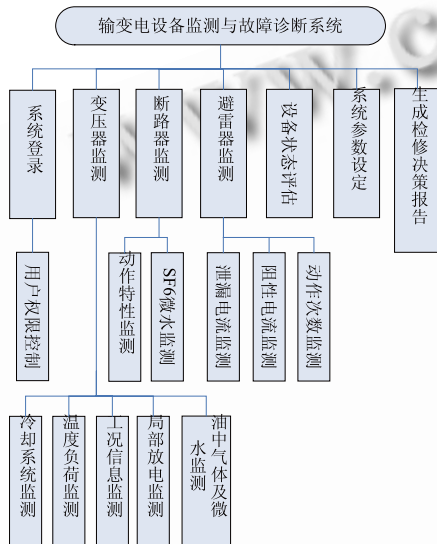 输变电设备监测与故障诊断系统
系统登录
变压器监测
断路器监测
避雷器监测
设备状态评估
系统参数设定
生成检修决策报告
用户权限控制
动作特性监测
SF6微水监测
泄漏电流监测
阻性电流监测
动作次数监测
冷却系统监测
温度负荷监测
工况信息监测
局部放电监测
油中气体及微
水监测